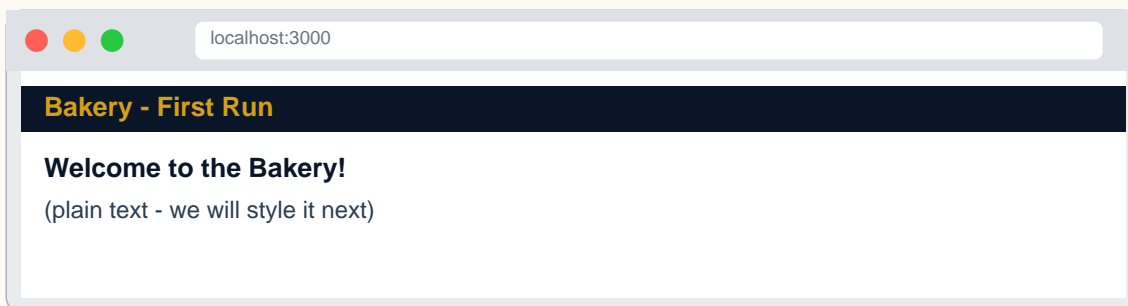 localhost:3000
Bakery - First Run
Welcome to the Bakery!
(plain text - we will style it next)